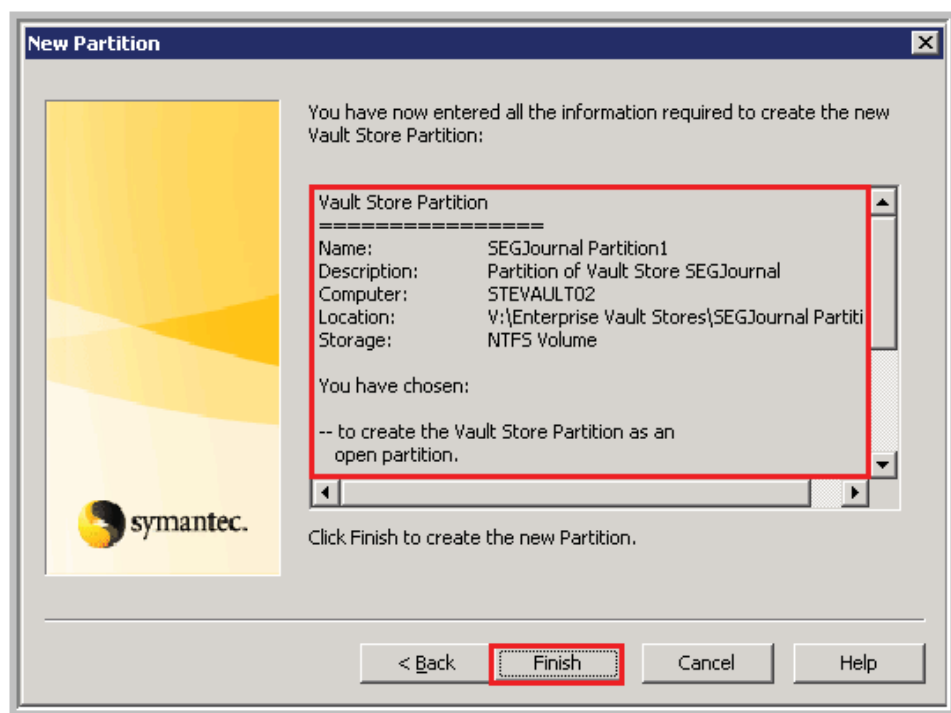 New Partition
You have now entered all the information required to create the new
Vault Store Partition:
Vault Store Partition
================
Name: SEGJournal Partition1
Description: Partition of Vault Store SEGJournal
Computer: STEVAULT02
Location: V:\Enterprise Vault Stores\SEGJournal Partiti
Storage: NTFS Volume
You have chosen:
-- to create the Vault Store Partition as an
open partition.
symantec.
Click Finish to create the new Partition.
< Back Finish Cancel Help